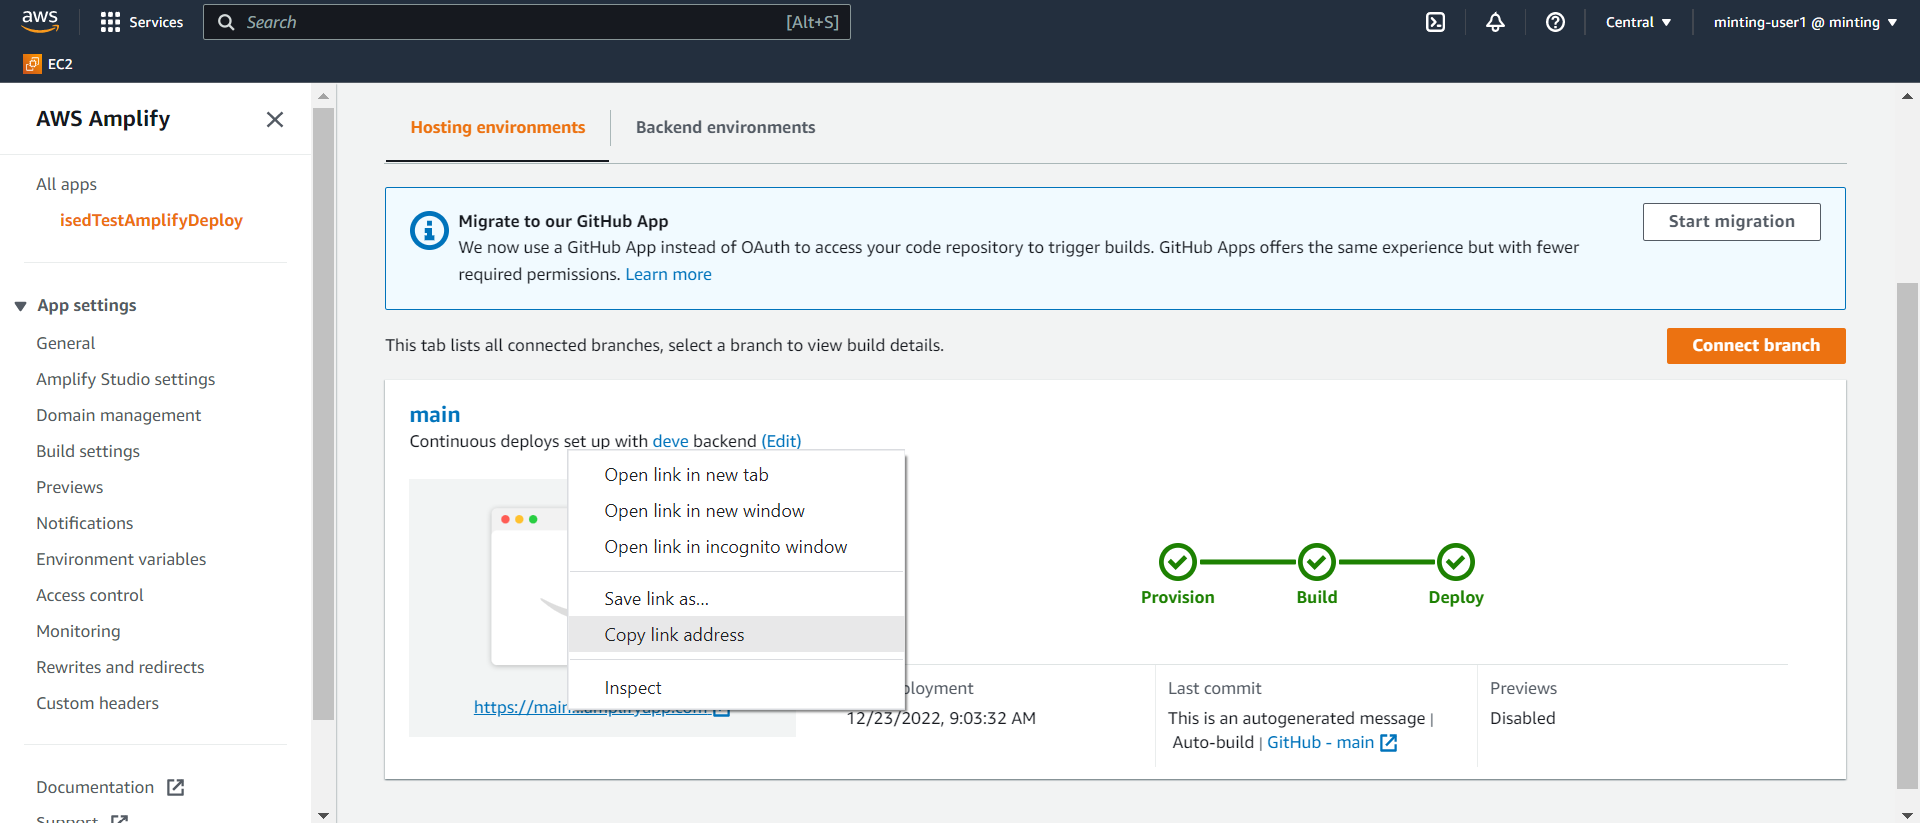 aws
Services
Search
[Alt+S]
Central
minting-user1 @ minting
EC2
AWS Amplify
All apps
isedTestAmplifyDeploy
App settings
General
Amplify Studio settings
Domain management
Build settings
Previews
Notifications
Environment variables
Access control
Monitoring
Rewrites and redirects
Custom headers
Documentation
Support
Hosting environments
Backend environments
Migrate to our GitHub App
We now use a GitHub App instead of OAuth to access your code repository to trigger builds. GitHub Apps offers the same experience but with fewer
required permissions. Learn more
Start migration
This tab lists all connected branches, select a branch to view build details.
Connect branch
main
Continuous deploys set up with deve backend (Edit)
Open link in new tab
Open link in new window
Open link in incognito window
Save link as...
Copy link address
Inspect
https://main...amplifyapp.com
Provision
Build
Deploy
loyment
12/23/2022, 9:03:32 AM
Last commit
This is an autogenerated message |
Auto-build | GitHub - main
Previews
Disabled